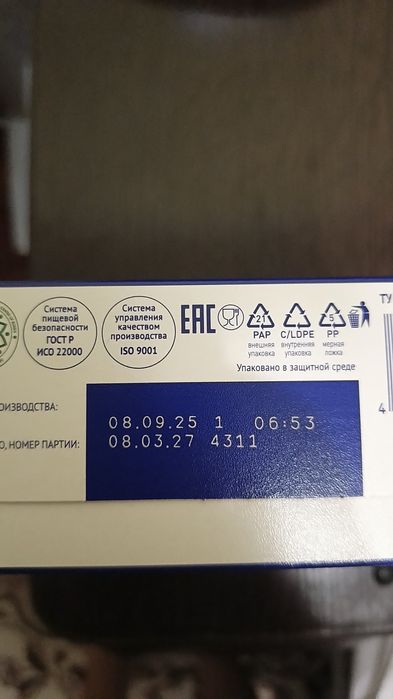 Система
пищевой
безопасности
ГОСТ Р
ИСО 22000
Система
управления
качеством
производства
ISO 9001
EAC
21
PAP
внешняя
упаковка
C/LDPE
внутренняя
упаковка
5
PP
мерная
ложка
Упаковано в защитной среде
ТУ
4
ОИЗВОДСТВА:
О, НОМЕР ПАРТИИ:
08.09.25 1 06:53
08.03.27 4311